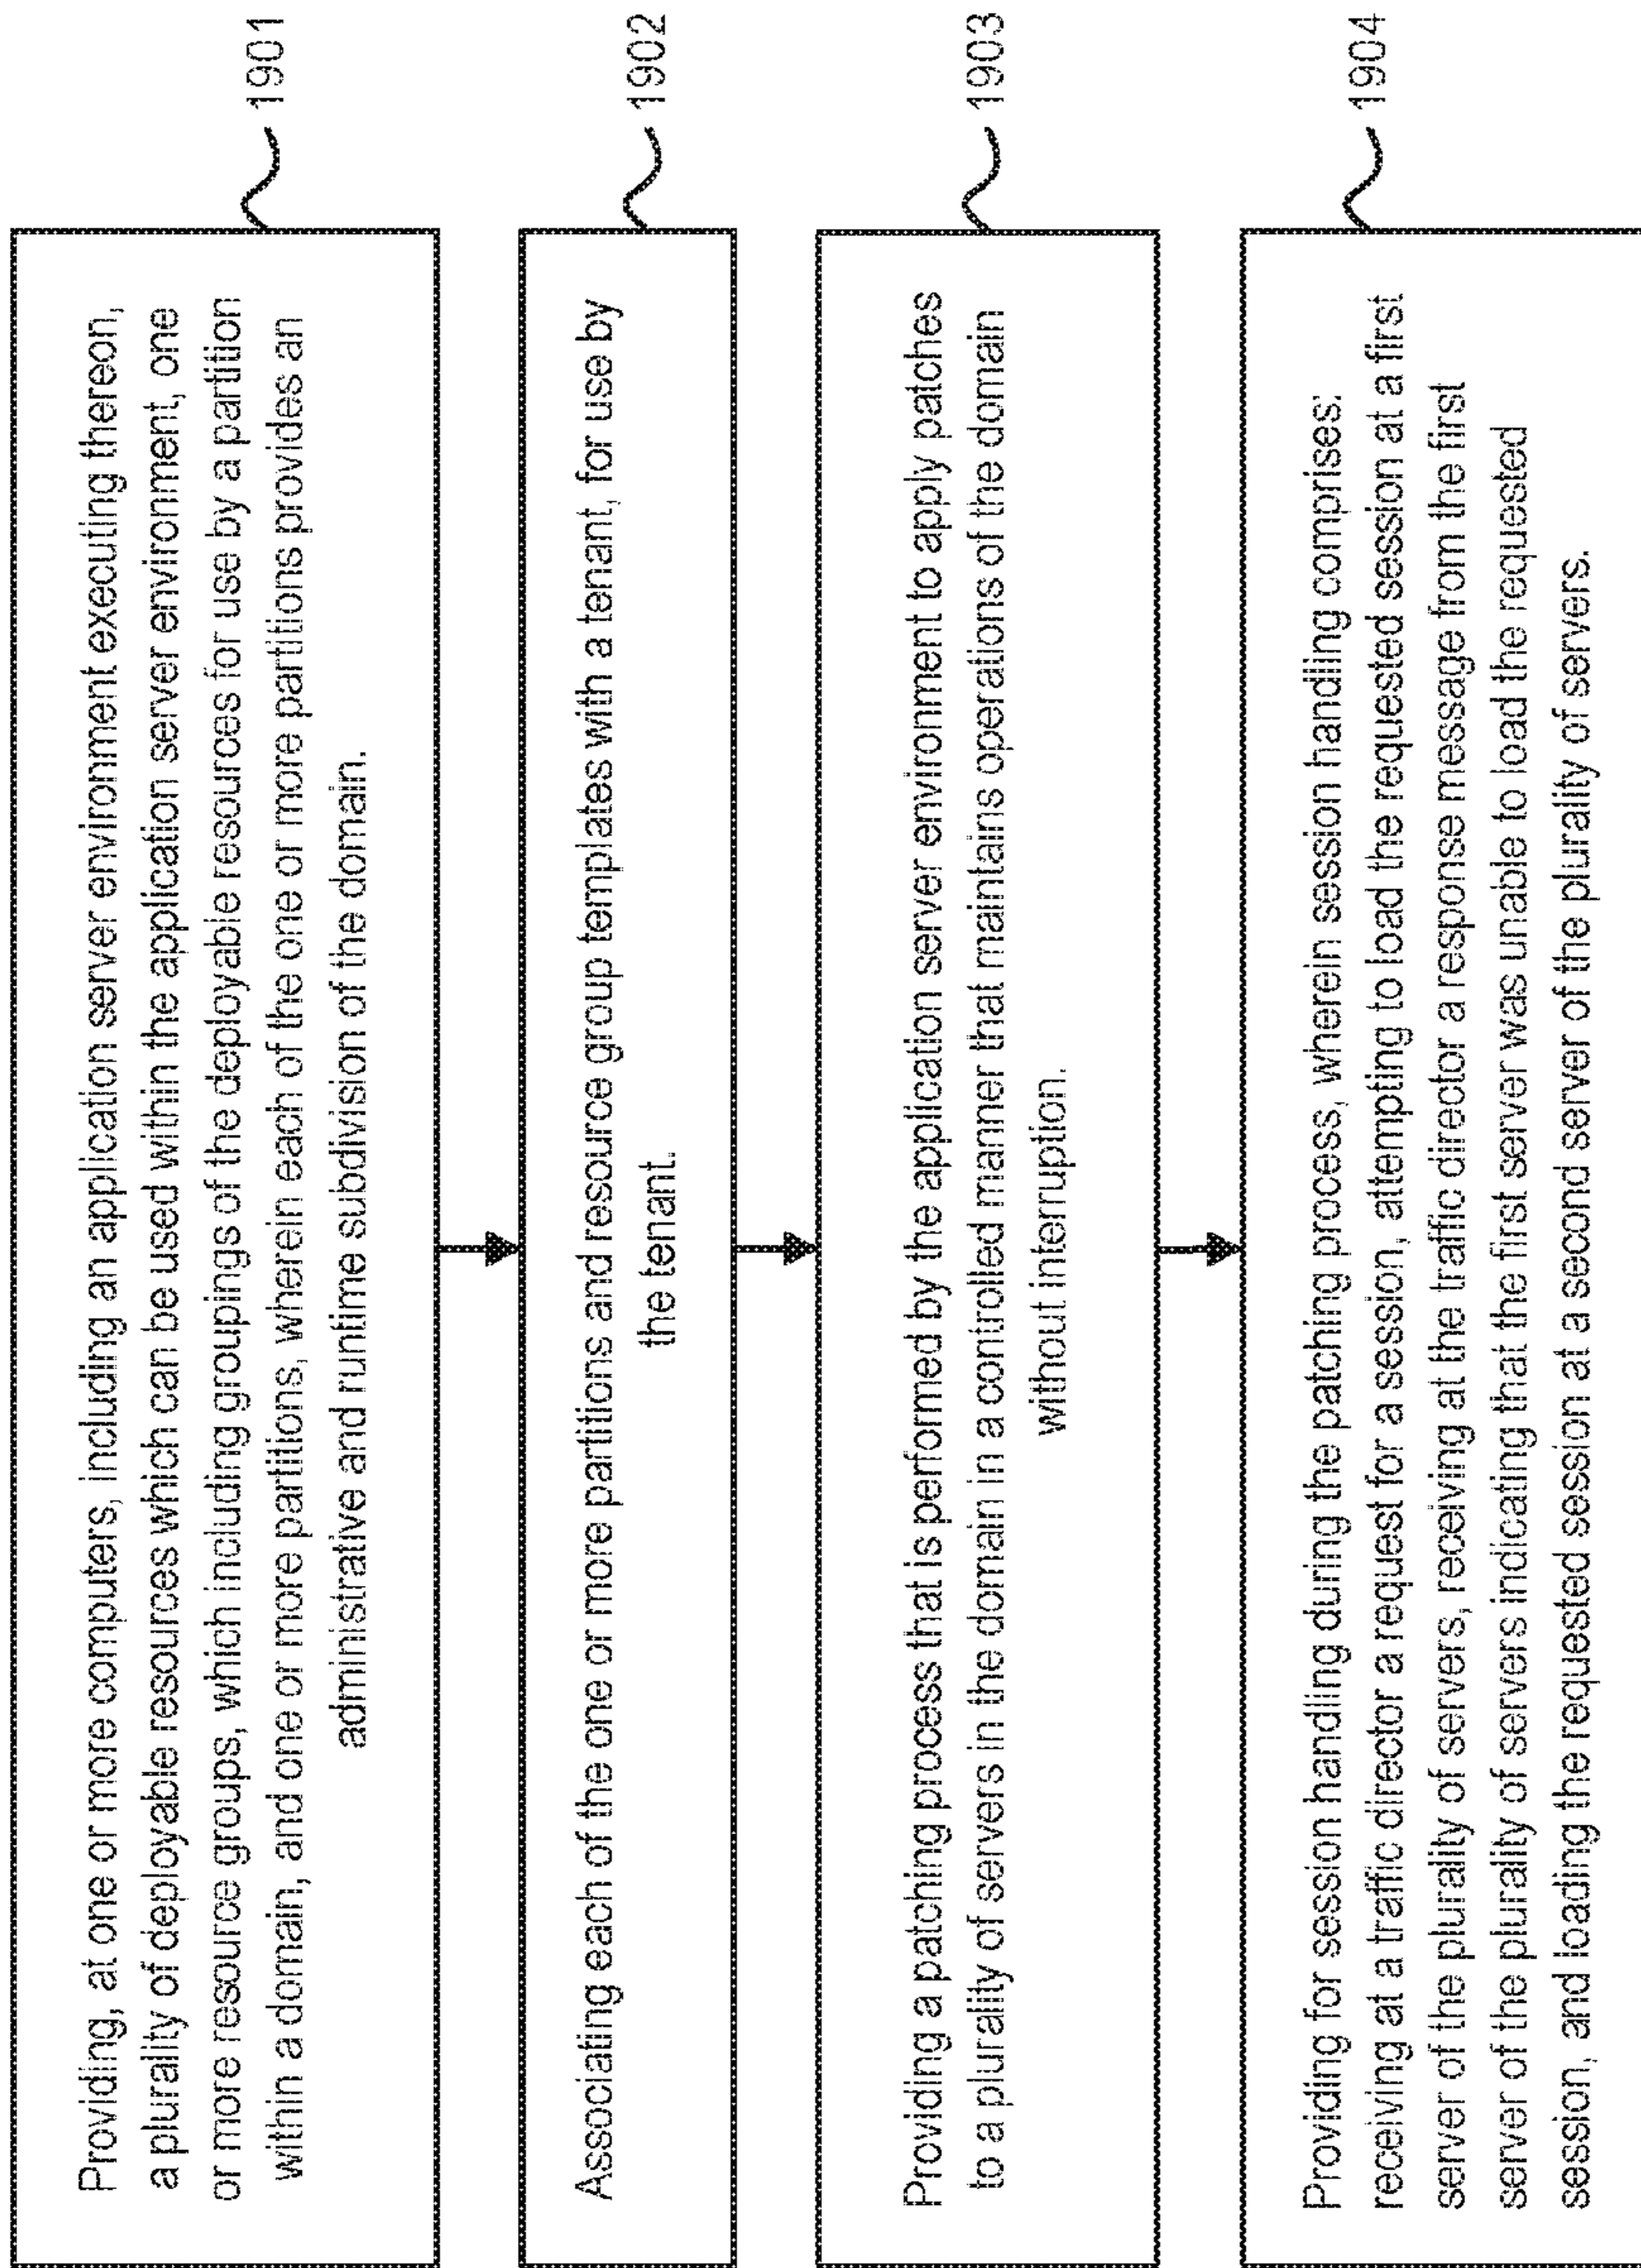 Providing, at one or more computers, including an application server environment executing thereon,
a plurality of deployable resources which can be used within the application server environment, one
or more resource groups, which including groupings of the deployable resources for use by a partition
within a domain, and one or more partitions, wherein each of the one or more partitions provides an
administrative and runtime subdivision of the domain.
1901
Associating each of the one or more partitions and resource group templates with a tenant, for use by
the tenant.
1902
Providing a patching process that is performed by the application server environment to apply patches
to a plurality of servers in the domain in a controlled manner that maintains operations of the domain
without interruption.
1903
Providing for session handling during the patching process, wherein session handling comprises:
receiving at a traffic director a request for a session, attempting to load the requested session at a first
server of the plurality of servers, receiving at the traffic director a response message from the first
server of the plurality of servers indicating that the first server was unable to load the requested
session, and loading the requested session at a second server of the plurality of servers.
1904